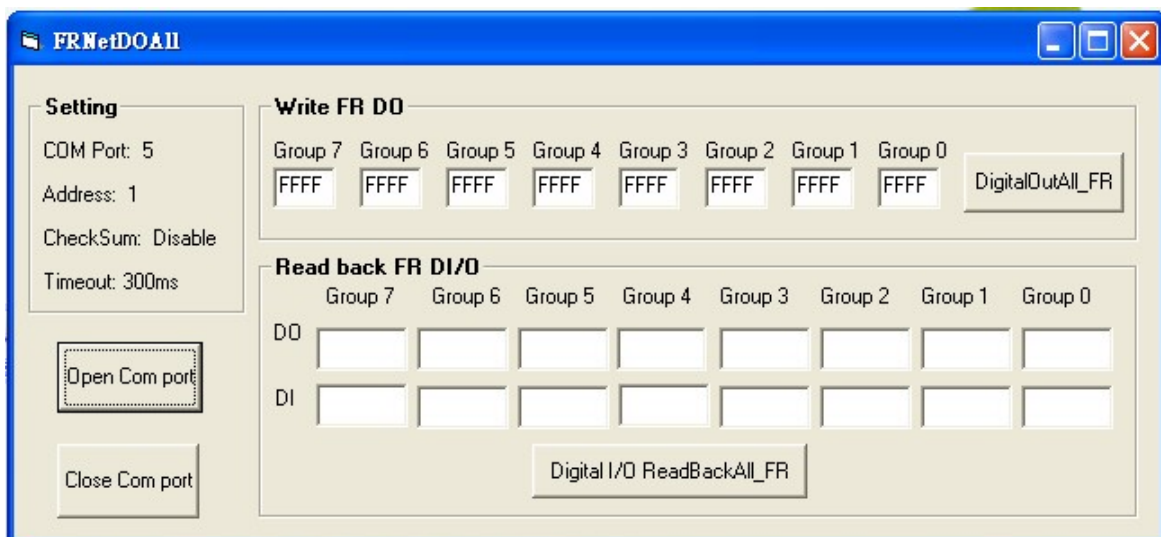 FRNetDOAll
Setting
COM Port: 5
Address: 1
CheckSum: Disable
Timeout: 300ms
Open Com port
Close Com port
Write FR DO
Group 7 Group 6 Group 5 Group 4 Group 3 Group 2 Group 1 Group 0
FFFF FFFF FFFF FFFF FFFF FFFF FFFF FFFF
DigitalOutAll_FR
Read back FR DI/O
Group 7 Group 6 Group 5 Group 4 Group 3 Group 2 Group 1 Group 0
DO
DI
Digital I/O ReadBackAll_FR